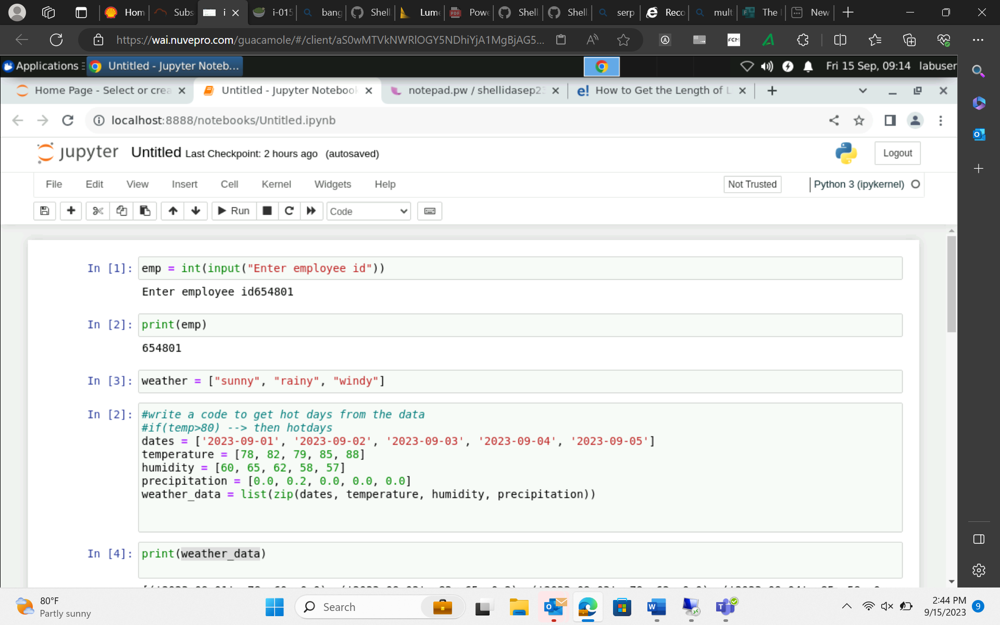 Hom
Subs
i
i-015
bang
Shell
Lume
PDF
Powe
Shell
Shell
serp
Reco
mult
The
New
https://wai.nuvepro.com/guacamole/#/client/aS0wMTVkNWRlOGY5NDhiYjA1MgBjAG5...
FCM
Applications
Untitled - Jupyter Noteb...
Fri 15 Sep, 09:14 labuser
Home Page - Select or crea
Untitled - Jupyter Notebook
notepad.pw / shellidasep23
e! How to Get the Length of L
localhost:8888/notebooks/Untitled.ipynb
jupyter Untitled Last Checkpoint: 2 hours ago (autosaved)
Logout
File Edit View Insert Cell Kernel Widgets Help
Not Trusted
Python 3 (ipykernel)
Run
Code
In [1]: emp = int(input("Enter employee id"))
Enter employee id654801
In [2]: print(emp)
654801
In [3]: weather = ["sunny", "rainy", "windy"]
In [2]: #write a code to get hot days from the data
#if(temp>80) --> then hotdays
dates = ['2023-09-01', '2023-09-02', '2023-09-03', '2023-09-04', '2023-09-05']
temperature = [78, 82, 79, 85, 88]
humidity = [60, 65, 62, 58, 57]
precipitation = [0.0, 0.2, 0.0, 0.0, 0.0]
weather_data = list(zip(dates, temperature, humidity, precipitation))
In [4]: print(weather_data)
80°F
Partly sunny
Search
2:44 PM
9/15/2023
9